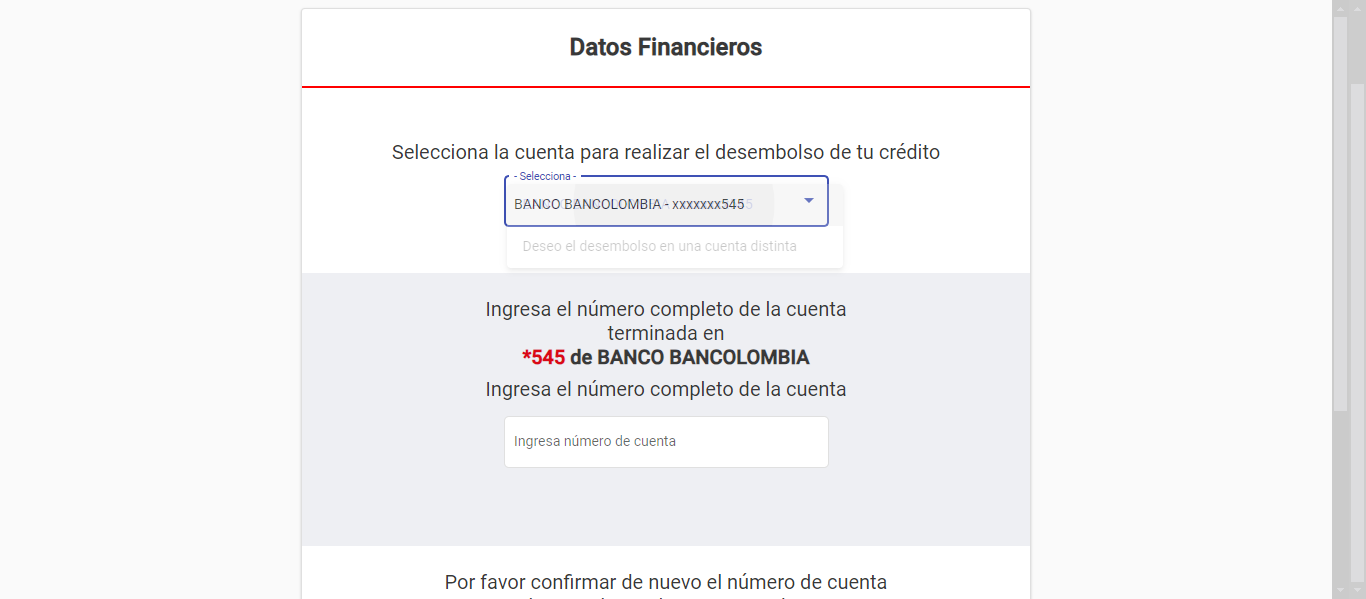 Datos Financieros
Selecciona la cuenta para realizar el desembolso de tu crédito
- Selecciona -
BANCO BANCOLOMBIA - xxxxxxx545
Deseo el desembolso en una cuenta distinta
Ingresa el número completo de la cuenta
terminada en
*545 de BANCO BANCOLOMBIA
Ingresa el número completo de la cuenta
Ingresa número de cuenta
Por favor confirmar de nuevo el número de cuenta